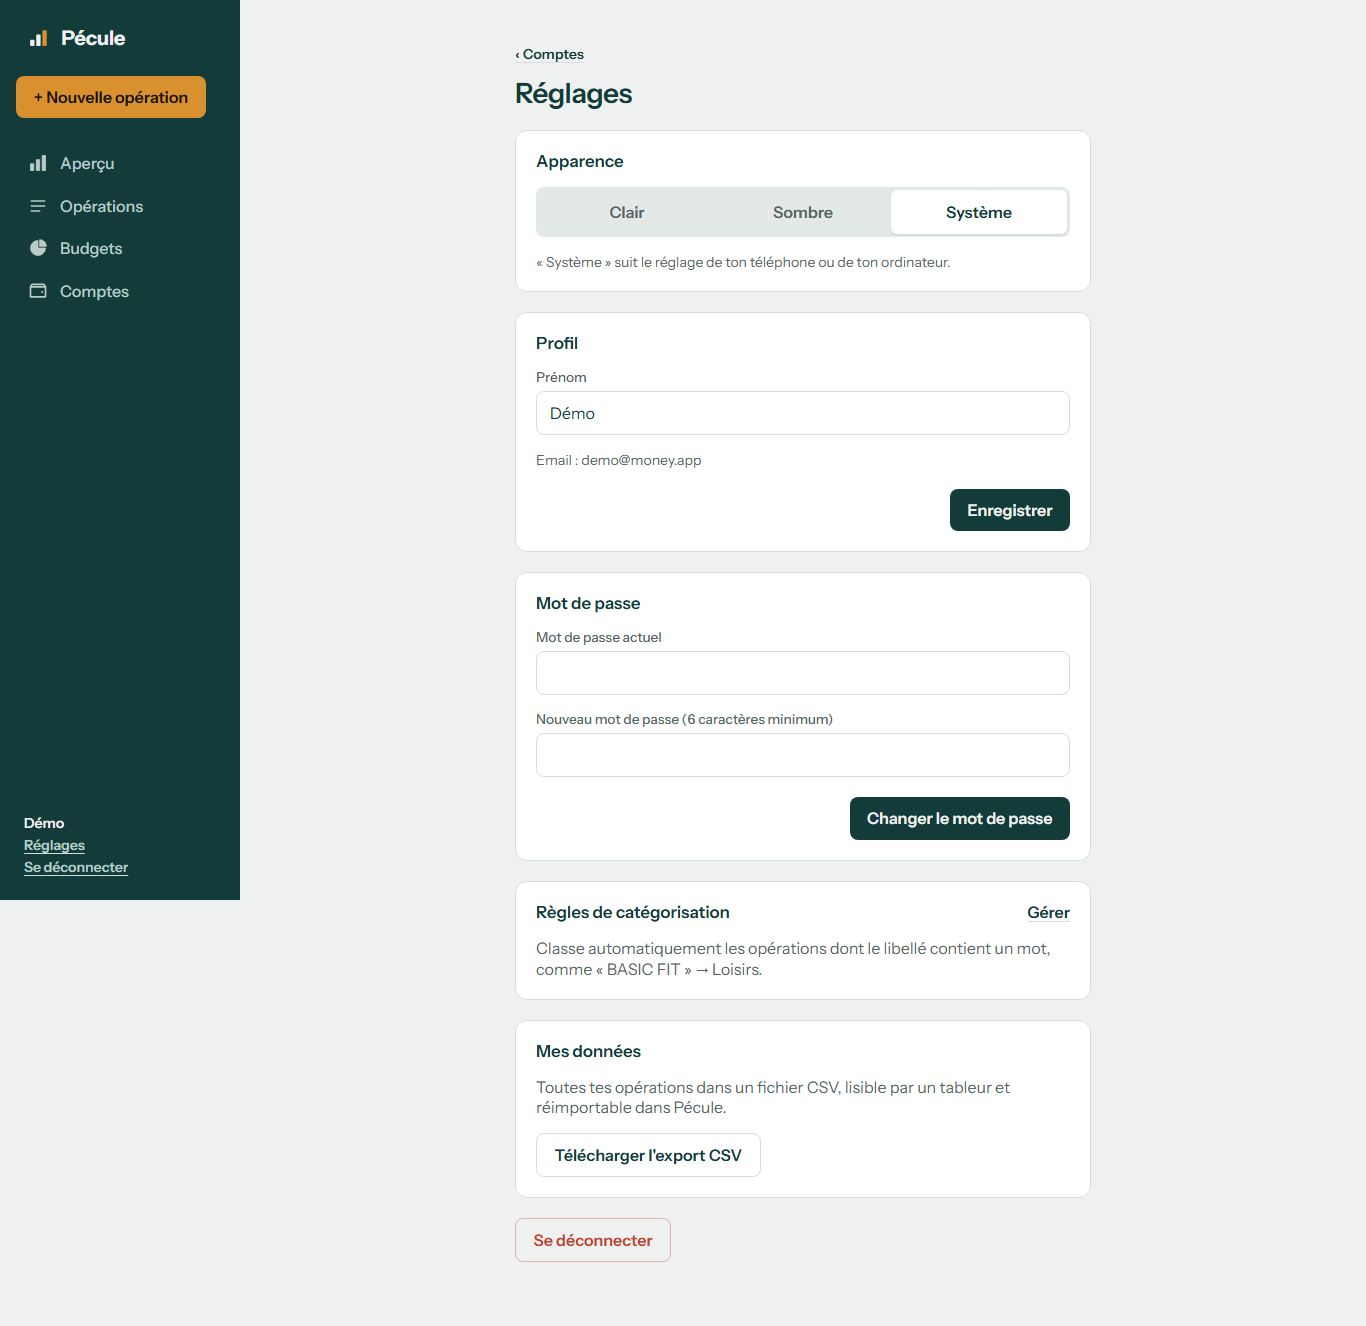 Pécule
+ Nouvelle opération
Aperçu
Opérations
Budgets
Comptes
Démo
Réglages
Se déconnecter
‹ Comptes
Réglages
Apparence
Clair
Sombre
Système
« Système » suit le réglage de ton téléphone ou de ton ordinateur.
Profil
Prénom
Démo
Email : demo@money.app
Enregistrer
Mot de passe
Mot de passe actuel
Nouveau mot de passe (6 caractères minimum)
Changer le mot de passe
Règles de catégorisation
Gérer
Classe automatiquement les opérations dont le libellé contient un mot,
comme « BASIC FIT » → Loisirs.
Mes données
Toutes tes opérations dans un fichier CSV, lisible par un tableur et
réimportable dans Pécule.
Télécharger l'export CSV
Se déconnecter